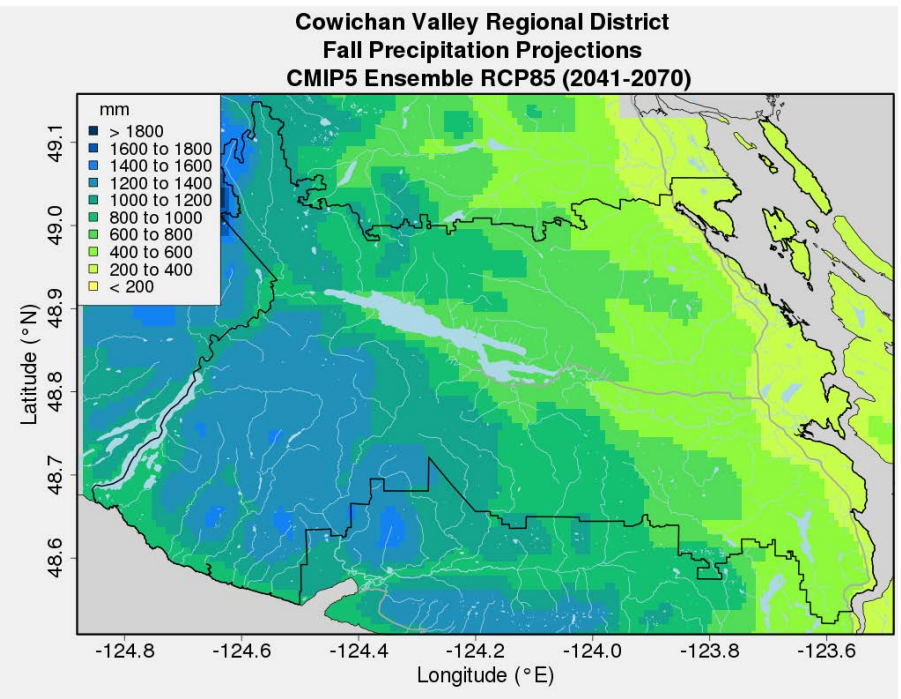 Cowichan Valley Regional District
Fall Precipitation Projections
CMIP5 Ensemble RCP85 (2041-2070)
mm
> 1800
1600 to 1800
1400 to 1600
1200 to 1400
1000 to 1200
800 to 1000
600 to 800
400 to 600
200 to 400
< 200
49.1
49.0
48.9
48.8
48.7
48.6
Latitude (°N)
-124.8 -124.6 -124.4 -124.2 -124.0 -123.8 -123.6
Longitude (°E)